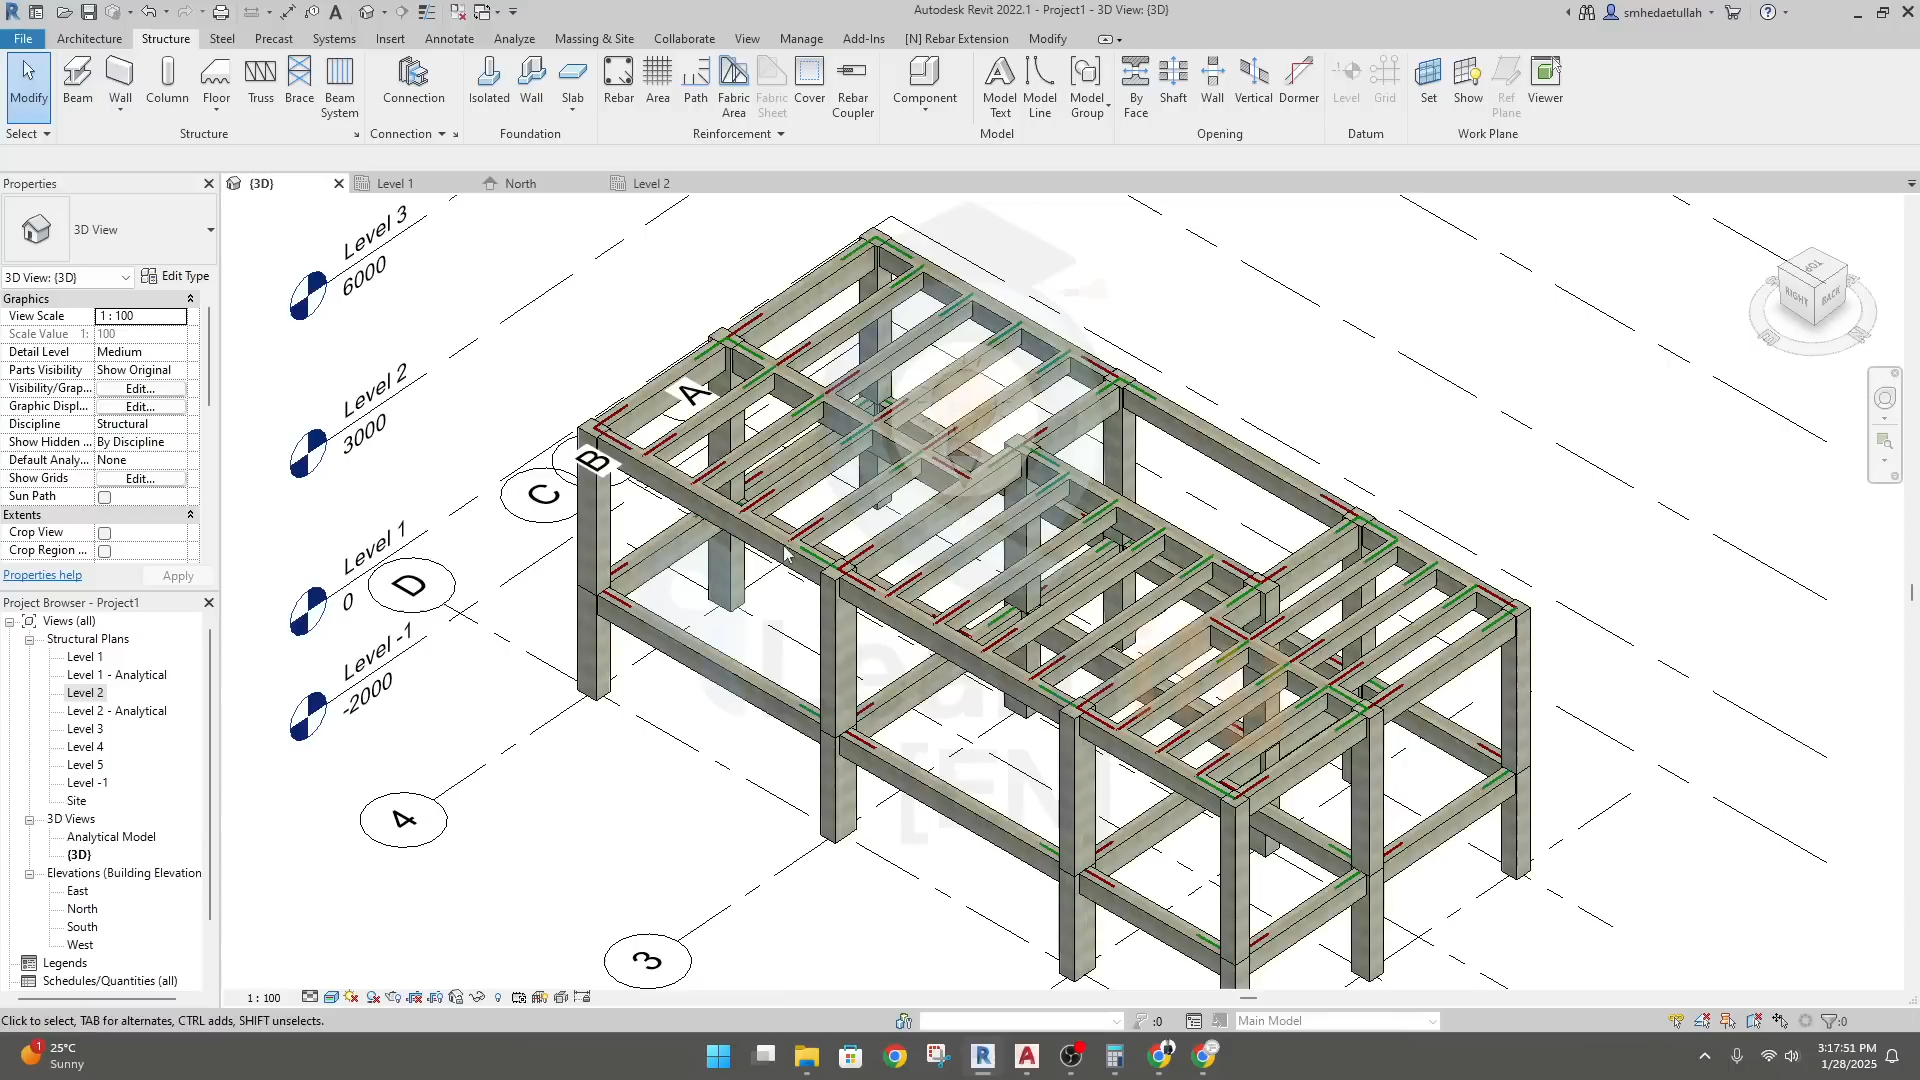 Autodesk Revit 2022.1 - Project1 - 3D View: {3D}
smhedaetullah
File Architecture Structure Steel Precast Systems Insert Annotate Analyze Massing & Site Collaborate View Manage Add-Ins [N] Rebar Extension Modify
Modify Beam Wall Column Floor Truss Brace Beam System Connection Isolated Wall Slab Rebar Area Path Fabric Area Fabric Sheet Cover Rebar Coupler Component Model Text Model Line Model Group By Face Shaft Wall Vertical Dormer Level Grid Set Show Ref Plane Viewer
Select Structure Connection Foundation Reinforcement Model Opening Datum Work Plane
Properties
{3D} Level 1 North Level 2
3D View
3D View: {3D} Edit Type
Graphics
View Scale 1 : 100
Scale Value 1: 100
Detail Level Medium
Parts Visibility Show Original
Visibility/Grap... Edit...
Graphic Displ... Edit...
Discipline Structural
Show Hidden ... By Discipline
Default Analy... None
Show Grids Edit...
Sun Path
Extents
Crop View
Crop Region ...
Properties help Apply
Project Browser - Project1
Views (all)
Structural Plans
Level 1
Level 1 - Analytical
Level 2
Level 2 - Analytical
Level 3
Level 4
Level 5
Level -1
Site
3D Views
Analytical Model
{3D}
Elevations (Building Elevation
East
North
South
West
Legends
Schedules/Quantities (all)
Level 3
6000
Level 2
3000
Level 1
0
Level -1
-2000
A
B
C
D
4
3
TOP
RIGHT
BACK
[EN]
1 : 100
Click to select, TAB for alternates, CTRL adds, SHIFT unselects.
:0
Main Model
:0
1
25°C
Sunny
3:17:51 PM
1/28/2025